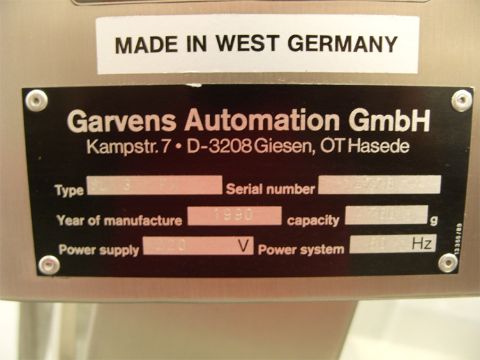 MADE IN WEST GERMANY
Garvens Automation GmbH
Kampstr. 7 • D-3208 Giesen, OT Hasede
Type Serial number
Year of manufacture 1990 capacity g
Power supply V Power system Hz